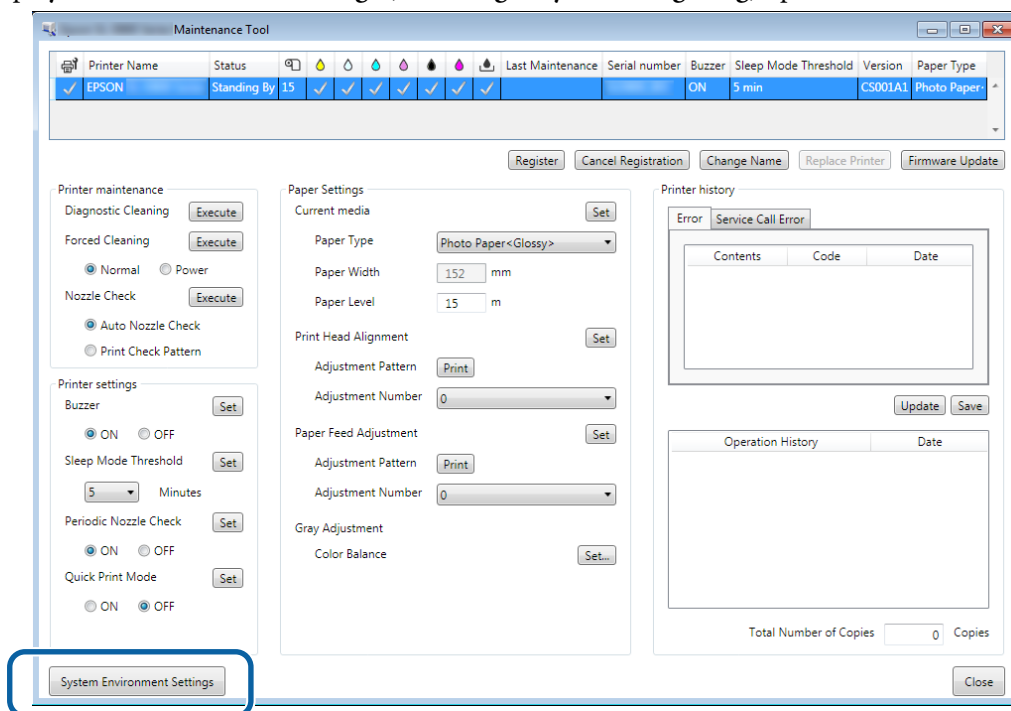 Maintenance Tool
Printer Name Status Last Maintenance Serial number Buzzer Sleep Mode Threshold Version Paper Type
EPSON Standing By 15 ON 5 min CS001A1 Photo Paper
Register Cancel Registration Change Name Replace Printer Firmware Update
Printer maintenance
Diagnostic Cleaning Execute
Forced Cleaning Execute
Normal Power
Nozzle Check Execute
Auto Nozzle Check
Print Check Pattern
Printer settings
Buzzer Set
ON OFF
Sleep Mode Threshold Set
5 Minutes
Periodic Nozzle Check Set
ON OFF
Quick Print Mode Set
ON OFF
Paper Settings
Current media Set
Paper Type Photo Paper<Glossy>
Paper Width 152 mm
Paper Level 15 m
Print Head Alignment Set
Adjustment Pattern Print
Adjustment Number 0
Paper Feed Adjustment Set
Adjustment Pattern Print
Adjustment Number 0
Gray Adjustment
Color Balance Set...
Printer history
Error Service Call Error
Contents Code Date
Update Save
Operation History Date
Total Number of Copies 0 Copies
System Environment Settings Close